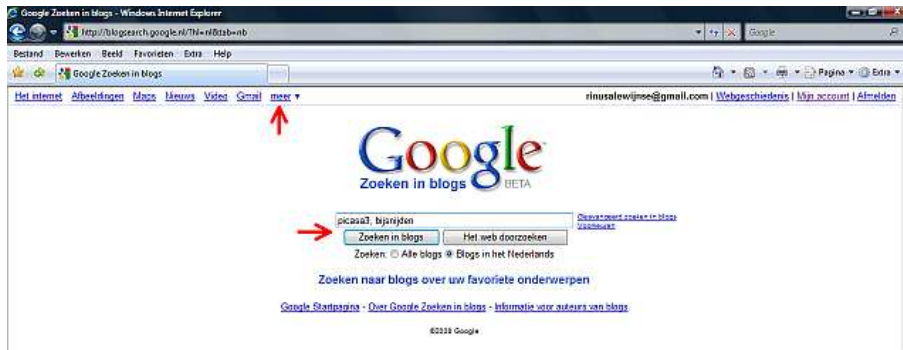 Google Zoeken in blogs - Windows Internet Explorer
http://blogsearch.google.nl/?hl=nl&tab=nb Google
Bestand Bewerken Beeld Favorieten Extra Help
Google Zoeken in blogs Pagina Extra
Het internet Afbeeldingen Maps Nieuws Video Gmail meer rinusalewijnse@gmail.com | Webgeschiedenis | Mijn account | Afmelden
Google
Zoeken in blogs BETA
picasa3, bijsnijden Geavanceerd zoeken in blogs
Voorkeuren
Zoeken in blogs Het web doorzoeken
Zoeken: Alle blogs Blogs in het Nederlands
Zoeken naar blogs over uw favoriete onderwerpen
Google Startpagina - Over Google Zoeken in blogs - Informatie voor auteurs van blogs
©2008 Google